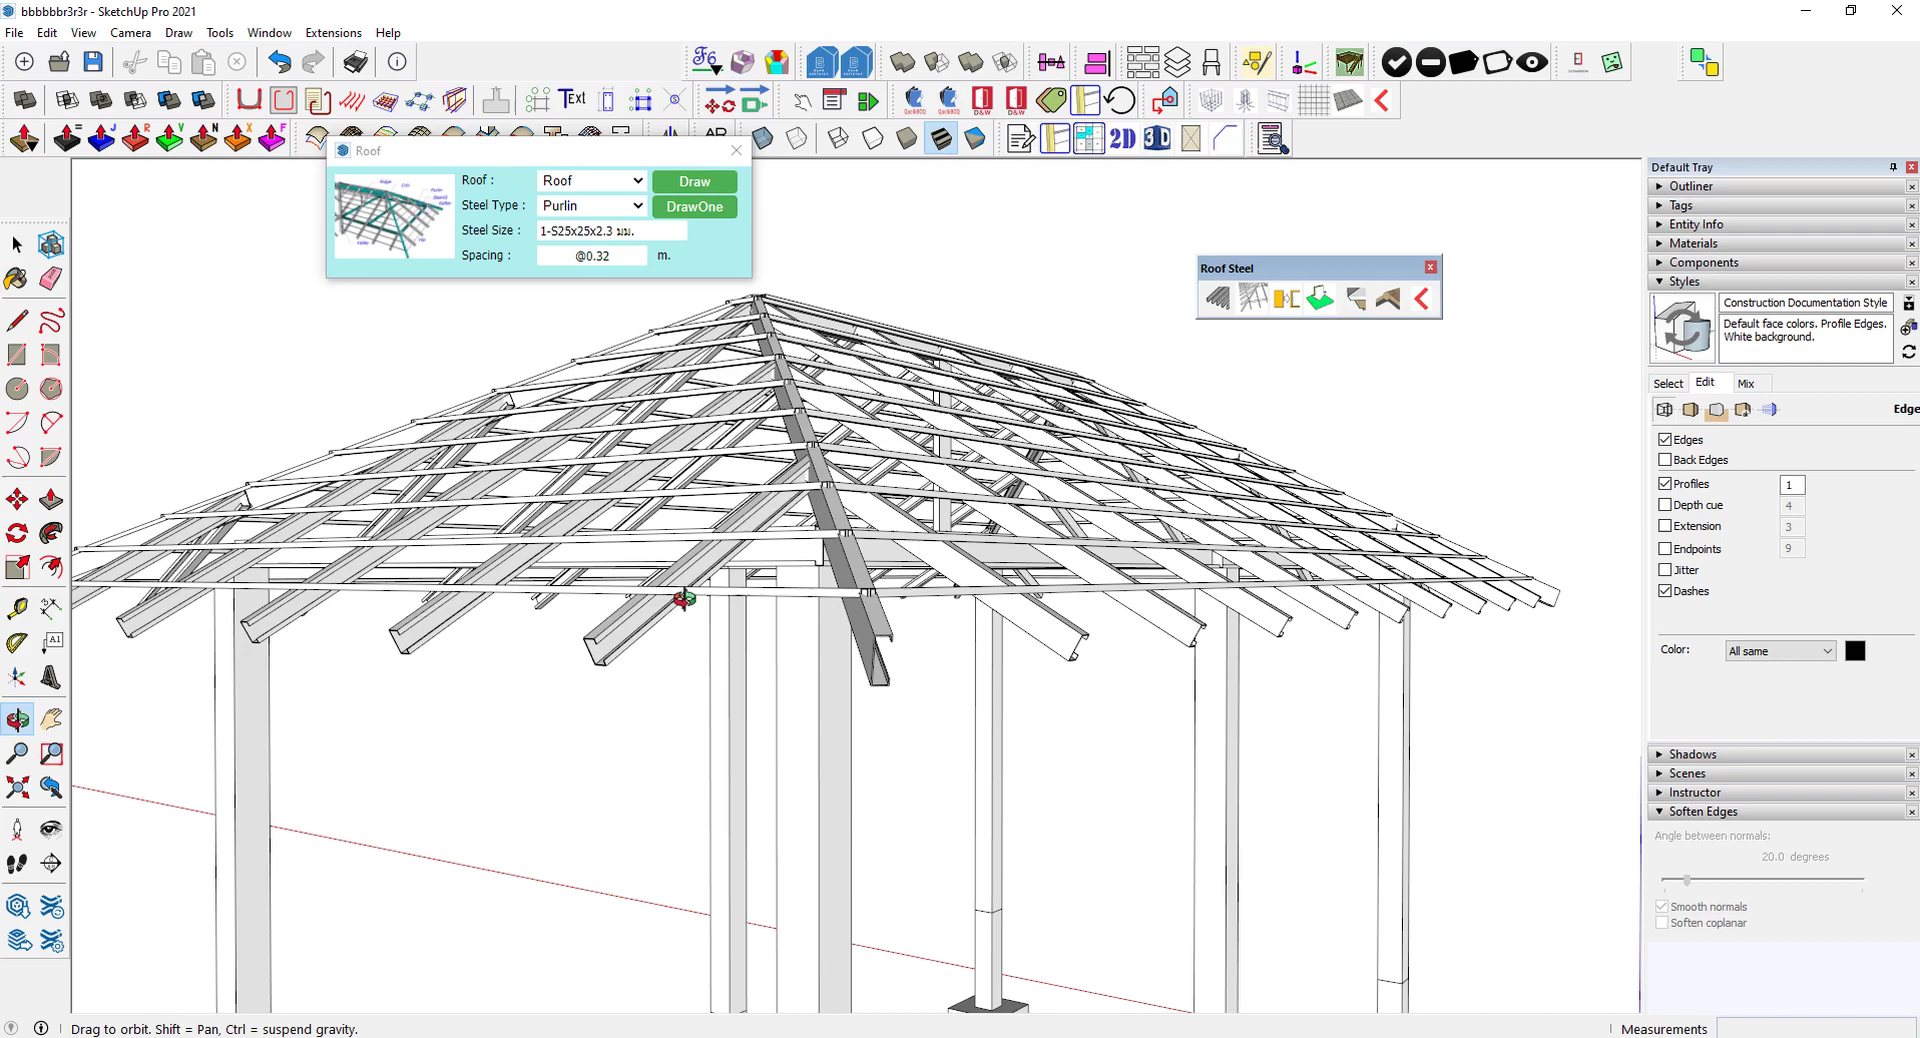 bbbbbbr3r3r - SketchUp Pro 2021
File Edit View Camera Draw Tools Window Extensions Help
F6
Text
D&W D&W
= J R V N X F
2D 3D
Roof
Roof : Roof Draw
Steel Type : Purlin DrawOne
Steel Size : 1-S25x25x2.3 มม.
Spacing : @0.32 m.
Roof Steel
A1
Default Tray
Outliner
Tags
Entity Info
Materials
Components
Styles
Construction Documentation Style
Default face colors. Profile Edges.
White background.
Select Edit Mix
Edge
Edges
Back Edges
Profiles 1
Depth cue 4
Extension 3
Endpoints 9
Jitter
Dashes
Color: All same
Shadows
Scenes
Instructor
Soften Edges
Angle between normals:
20.0 degrees
Smooth normals
Soften coplanar
Drag to orbit. Shift = Pan, Ctrl = suspend gravity.
Measurements